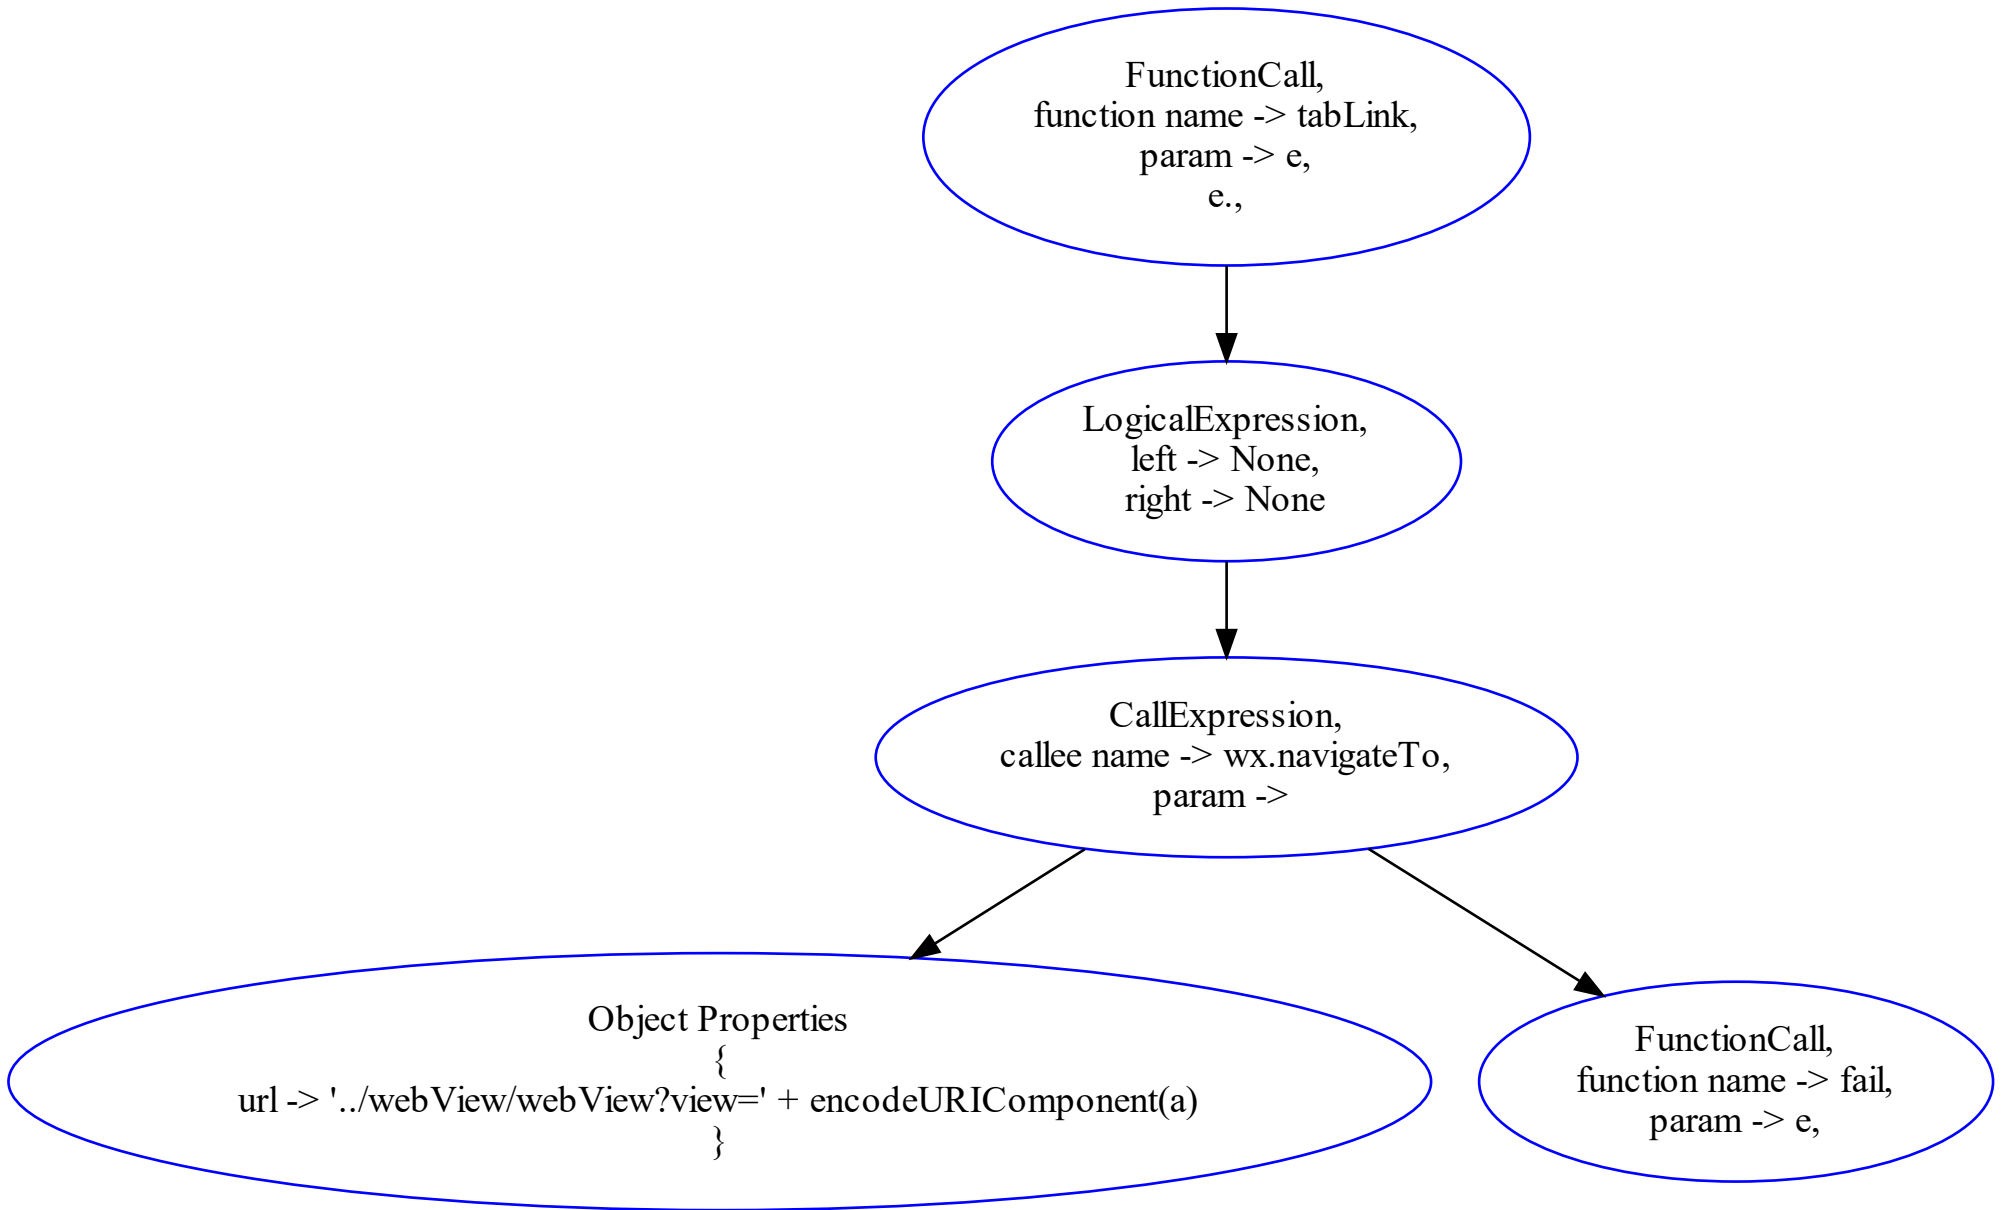 FunctionCall,
function name -> tabLink,
param -> e,
e.,
LogicalExpression,
left -> None,
right -> None
CallExpression,
callee name -> wx.navigateTo,
param ->
Object Properties
{
url -> '../webView/webView?view=' + encodeURIComponent(a)
}
FunctionCall,
function name -> fail,
param -> e,